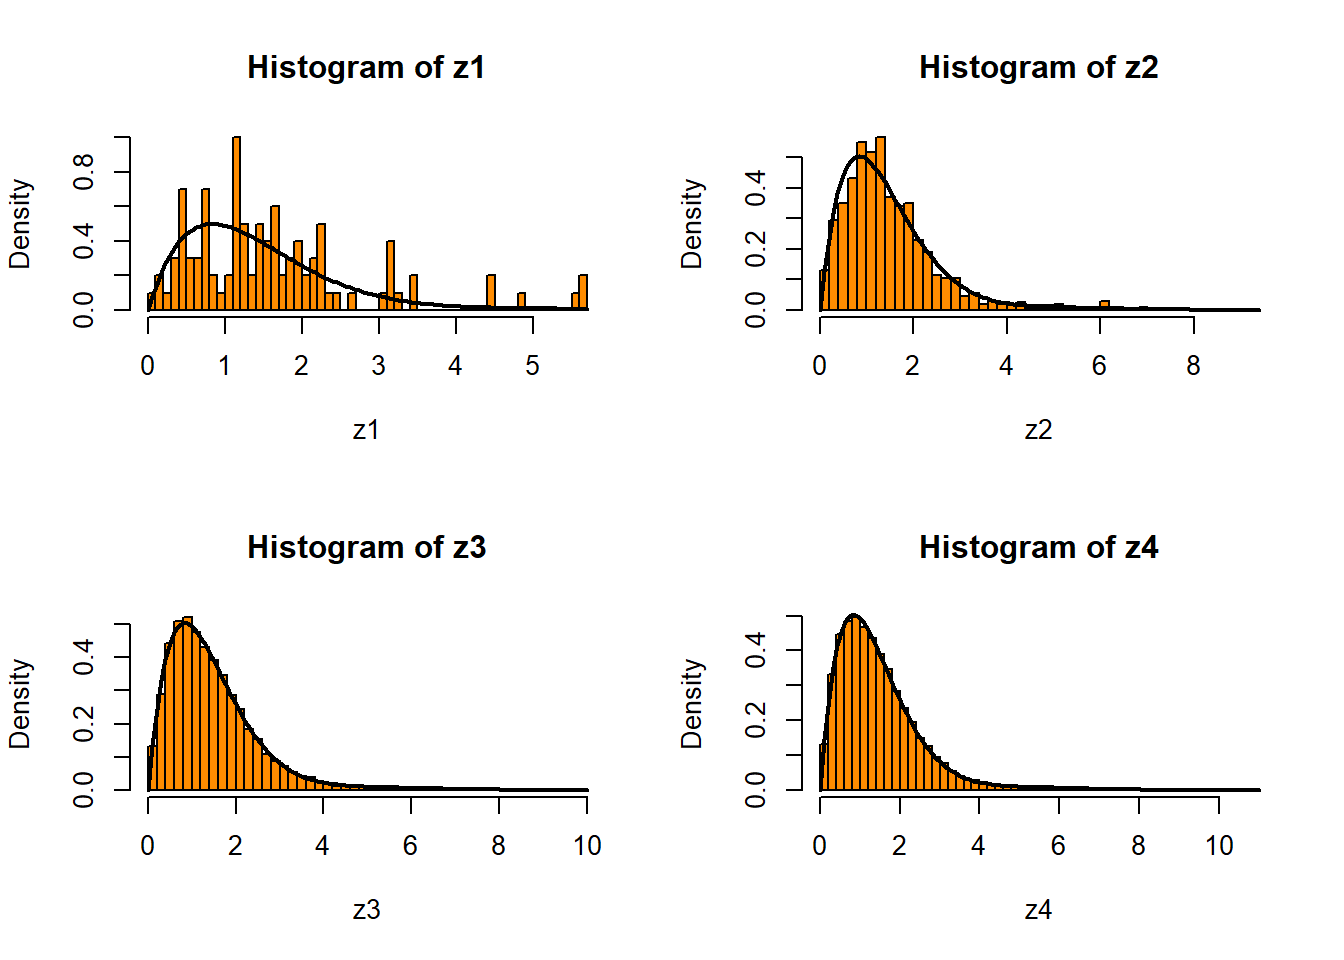 Histogram of z1
Density
0.0 0.4 0.8
0 1 2 3 4 5
z1
Histogram of z2
Density
0.0 0.2 0.4
0 2 4 6 8
z2
Histogram of z3
Density
0.0 0.2 0.4
0 2 4 6 8 10
z3
Histogram of z4
Density
0.0 0.2 0.4
0 2 4 6 8 10
z4